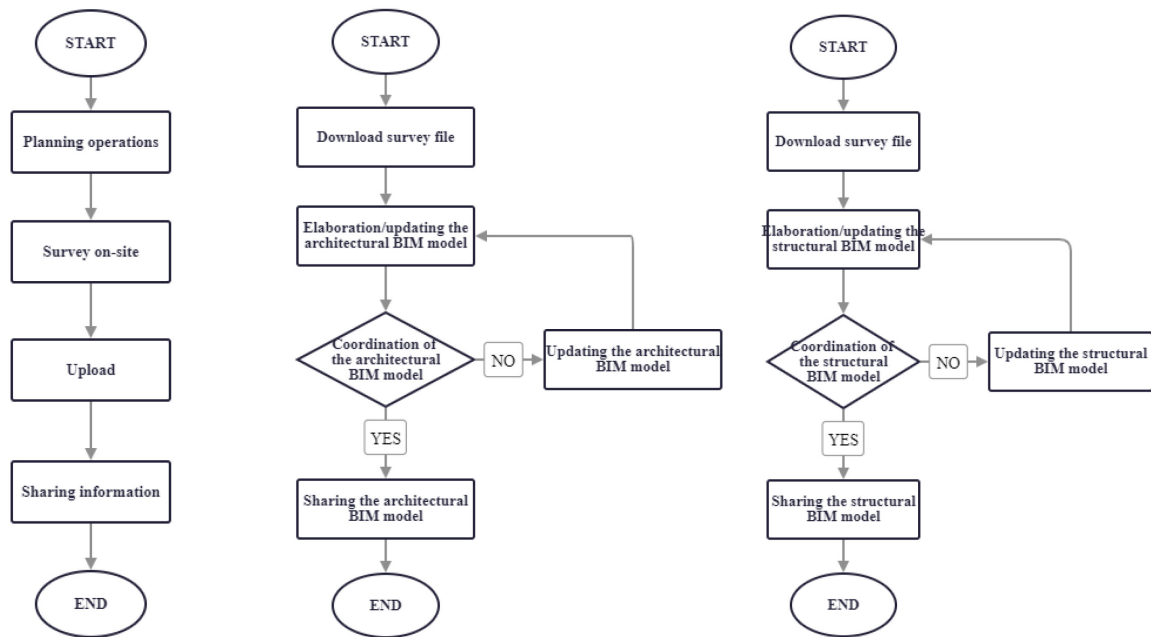 START
Planning operations
Survey on-site
Upload
Sharing information
END
START
Download survey file
Elaboration/updating the
architectural BIM model
Coordination of
the architectural
BIM model
NO
Updating the architectural
BIM model
YES
Sharing the architectural
BIM model
END
START
Download survey file
Elaboration/updating the
structural BIM model
Coordination of
the structural
BIM model
NO
Updating the structural
BIM model
YES
Sharing the structural
BIM model
END